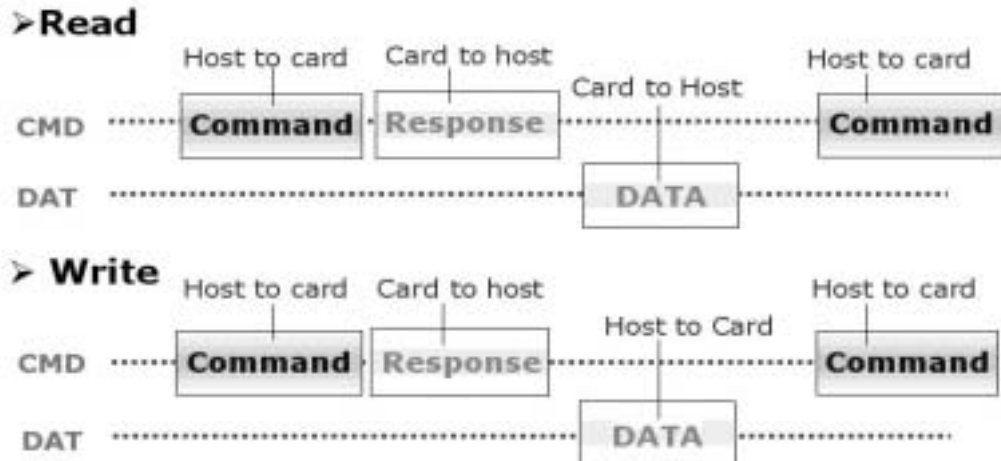 ➢Read
Host to card Card to host Host to card
Card to Host
CMD Command Response Command
DAT DATA
➢ Write
Host to card Card to host Host to card
Host to Card
CMD Command Response Command
DAT DATA